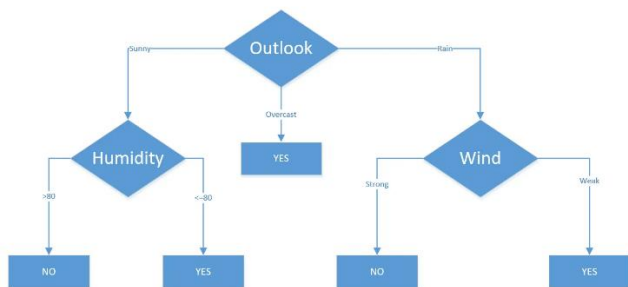 Outlook
Sunny
Rain
Overcast
Humidity
YES
Wind
>80
<=80
Strong
Weak
NO
YES
NO
YES